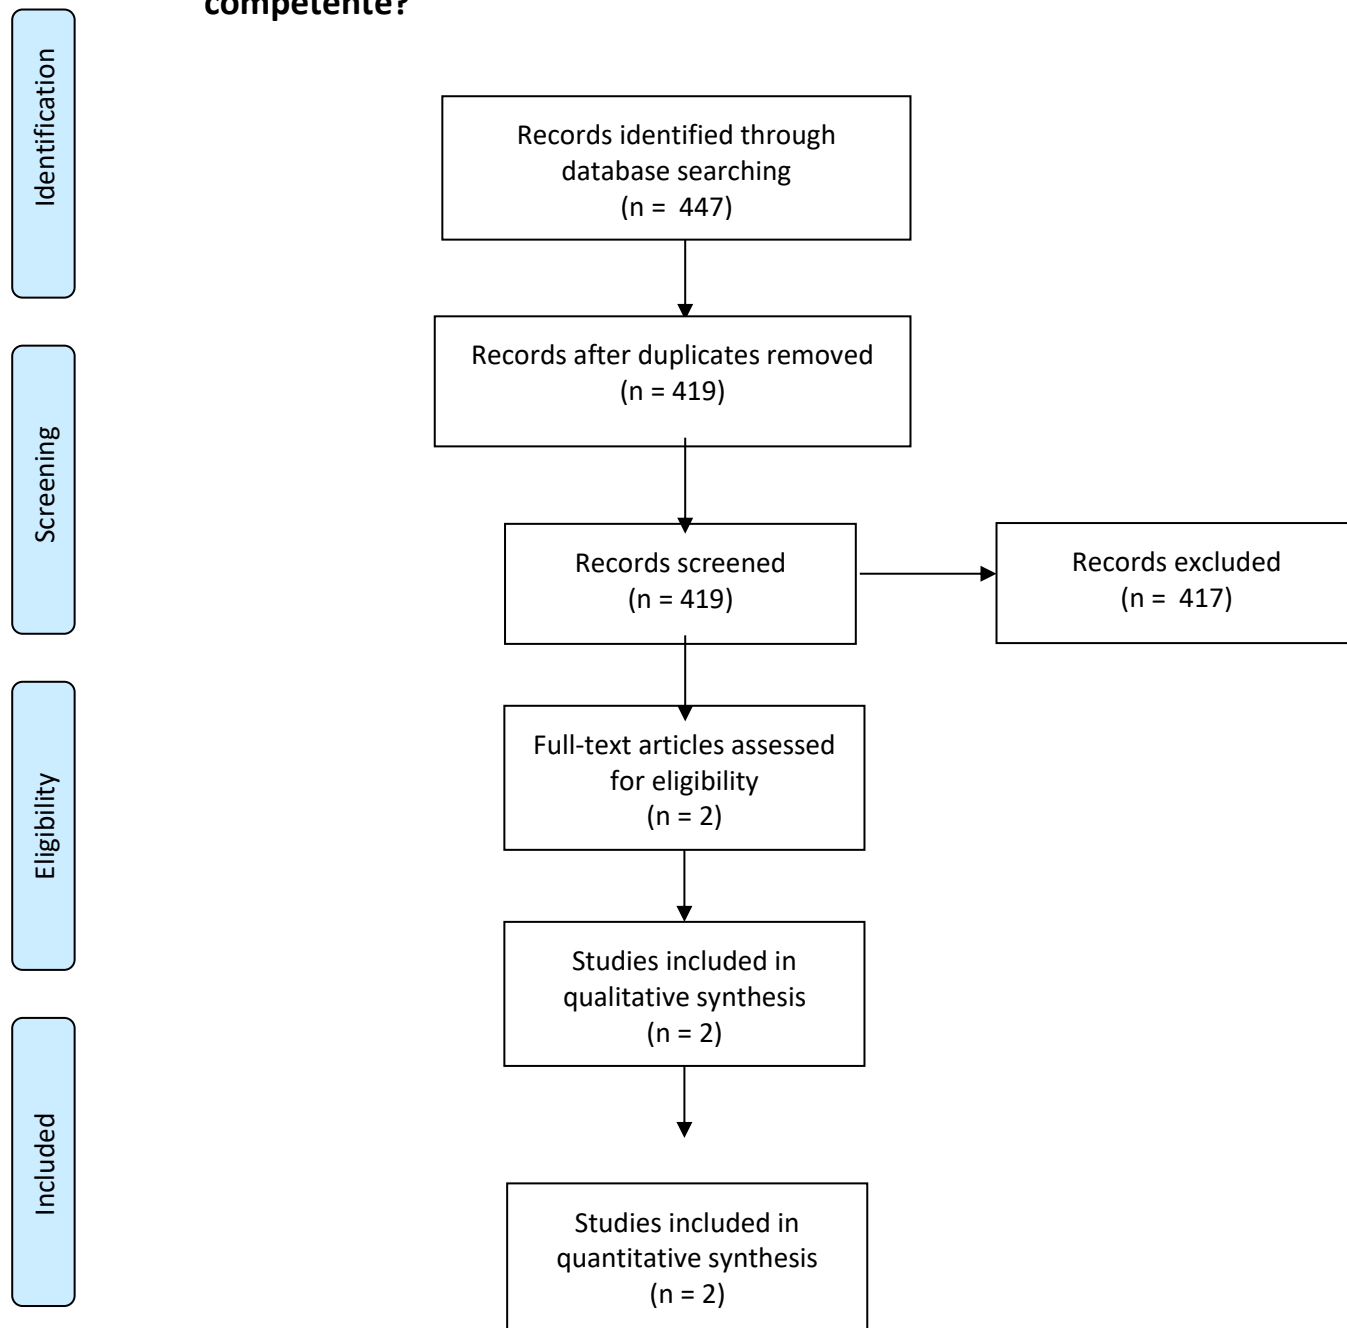 competente?
Identification
Records identified through
database searching
(n =  447)
Records after duplicates removed
(n = 419)
Screening
Records screened
(n = 419)
Records excluded
(n =  417)
Eligibility
Full-text articles assessed
for eligibility
(n = 2)
Studies included in
qualitative synthesis
(n = 2)
Included
Studies included in
quantitative synthesis
(n = 2)